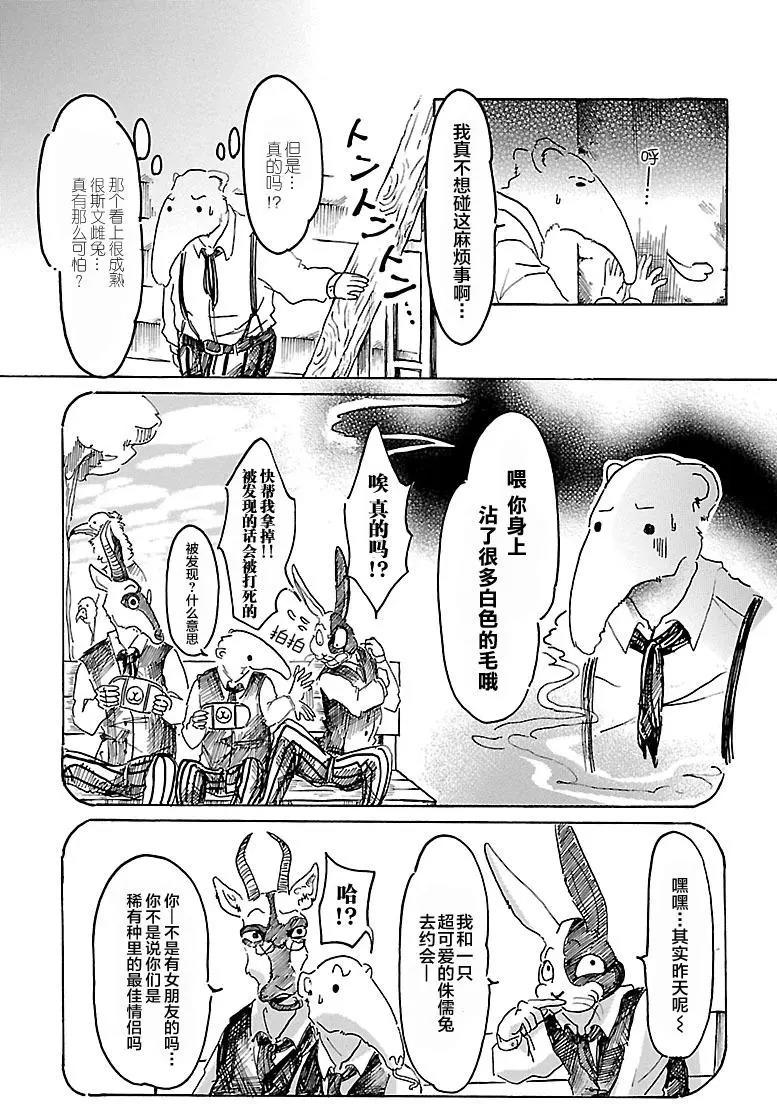 呼…
我真不想碰这麻烦事啊…
トントントン…
但是…
真的吗!?
那个看上很成熟
很斯文雌兔…
真有那么可怕?
喂 你身上
沾了很多白色的毛哦
唉 真的吗!?
快帮我拿掉!!
被发现的话会被打死的
拍拍
被发现?什么意思
嘿嘿…其实昨天呢~
我和一只
超可爱的侏儒兔
去约会—
哈!?
你—不是有女朋友的吗…
你不是说你们是
稀有种里的最佳情侣吗